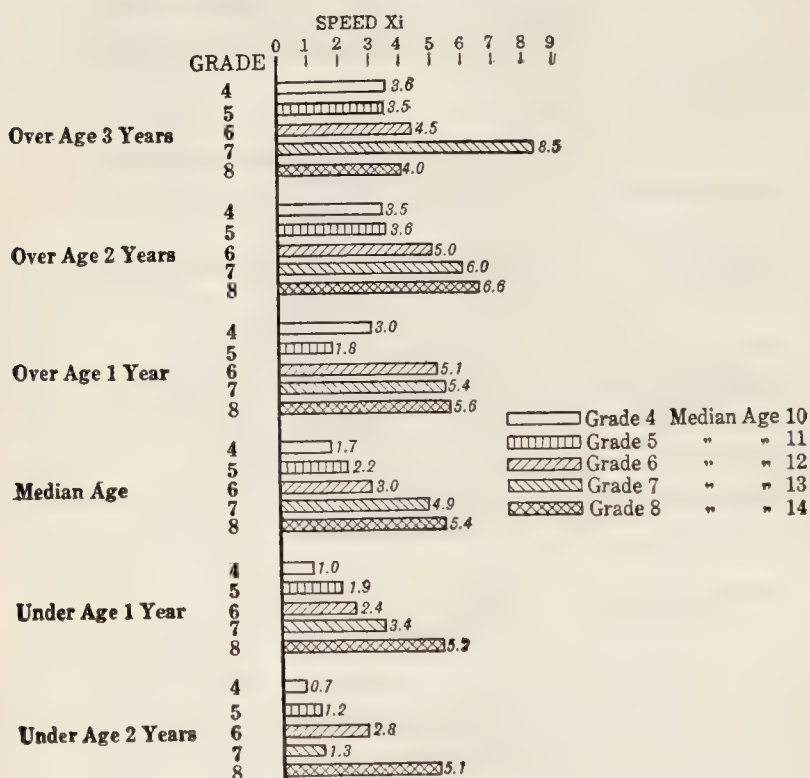 SPEED Xi
0 1 2 3 4 5 6 7 8 9
GRADE
Over Age 3 Years
4 3.6
5 3.5
6 4.5
7 8.5
8 4.0
Over Age 2 Years
4 3.5
5 3.6
6 5.0
7 6.0
8 6.6
Over Age 1 Year
4 3.0
5 1.8
6 5.1
7 5.4
8 5.6
Median Age
4 1.7
5 2.2
6 3.0
7 4.9
8 5.4
Under Age 1 Year
4 1.0
5 1.9
6 2.4
7 3.4
8 5.2
Under Age 2 Years
4 0.7
5 1.2
6 2.8
7 1.3
8 5.1
Grade 4 Median Age 10
Grade 5 " " 11
Grade 6 " " 12
Grade 7 " " 13
Grade 8 " " 14